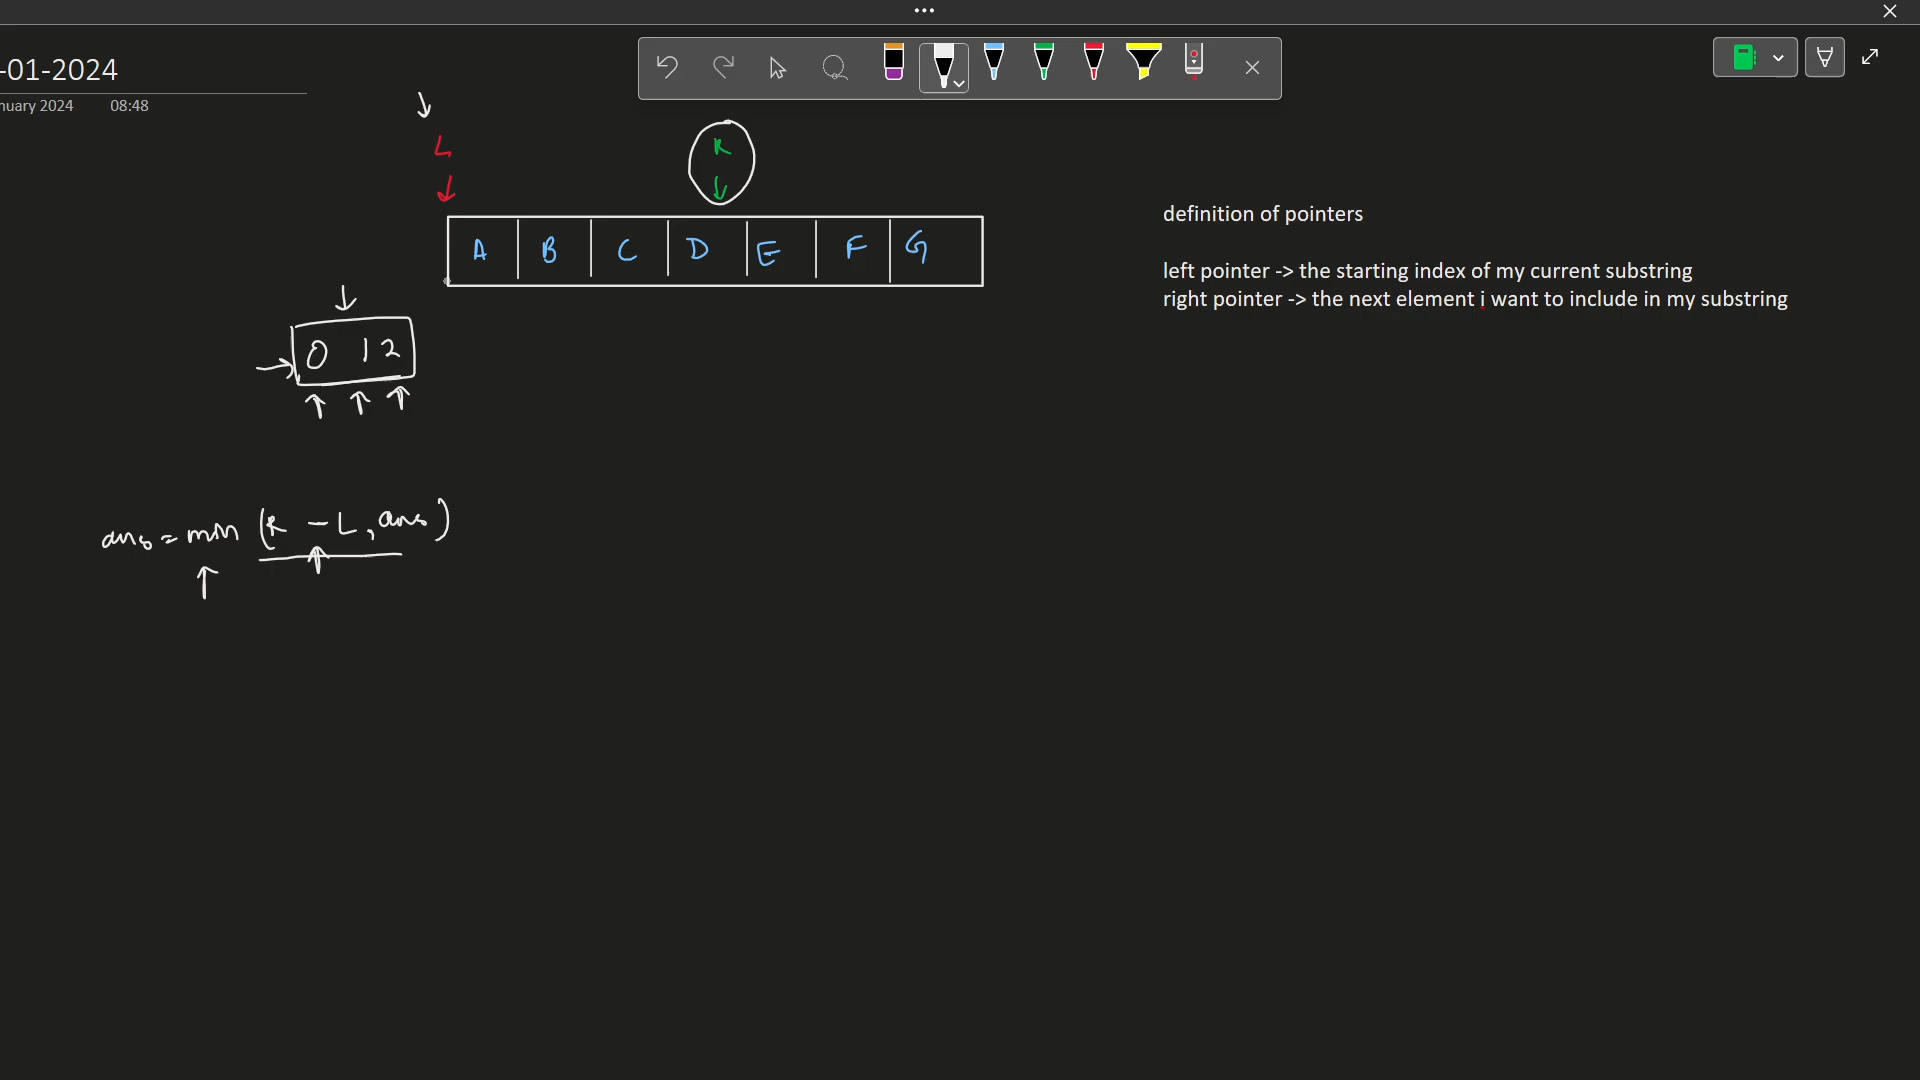 -01-2024
nuary 2024 08:48
L
R
A B C D E F G
definition of pointers
left pointer -> the starting index of my current substring
right pointer -> the next element i want to include in my substring
0 1 2
ans = min (R - L, ans)